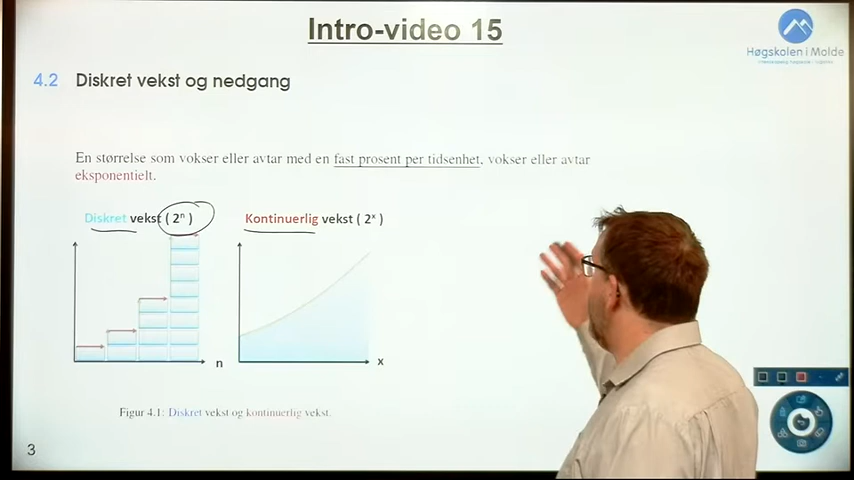 Intro-video 15
Høgskolen i Molde
4.2 Diskret vekst og nedgang
En størrelse som vokser eller avtar med en fast prosent per tidsenhet, vokser eller avtar
eksponentielt.
Diskret vekst ( 2ⁿ )
Kontinuerlig vekst ( 2ˣ )
n
x
Figur 4.1: Diskret vekst og kontinuerlig vekst.
3